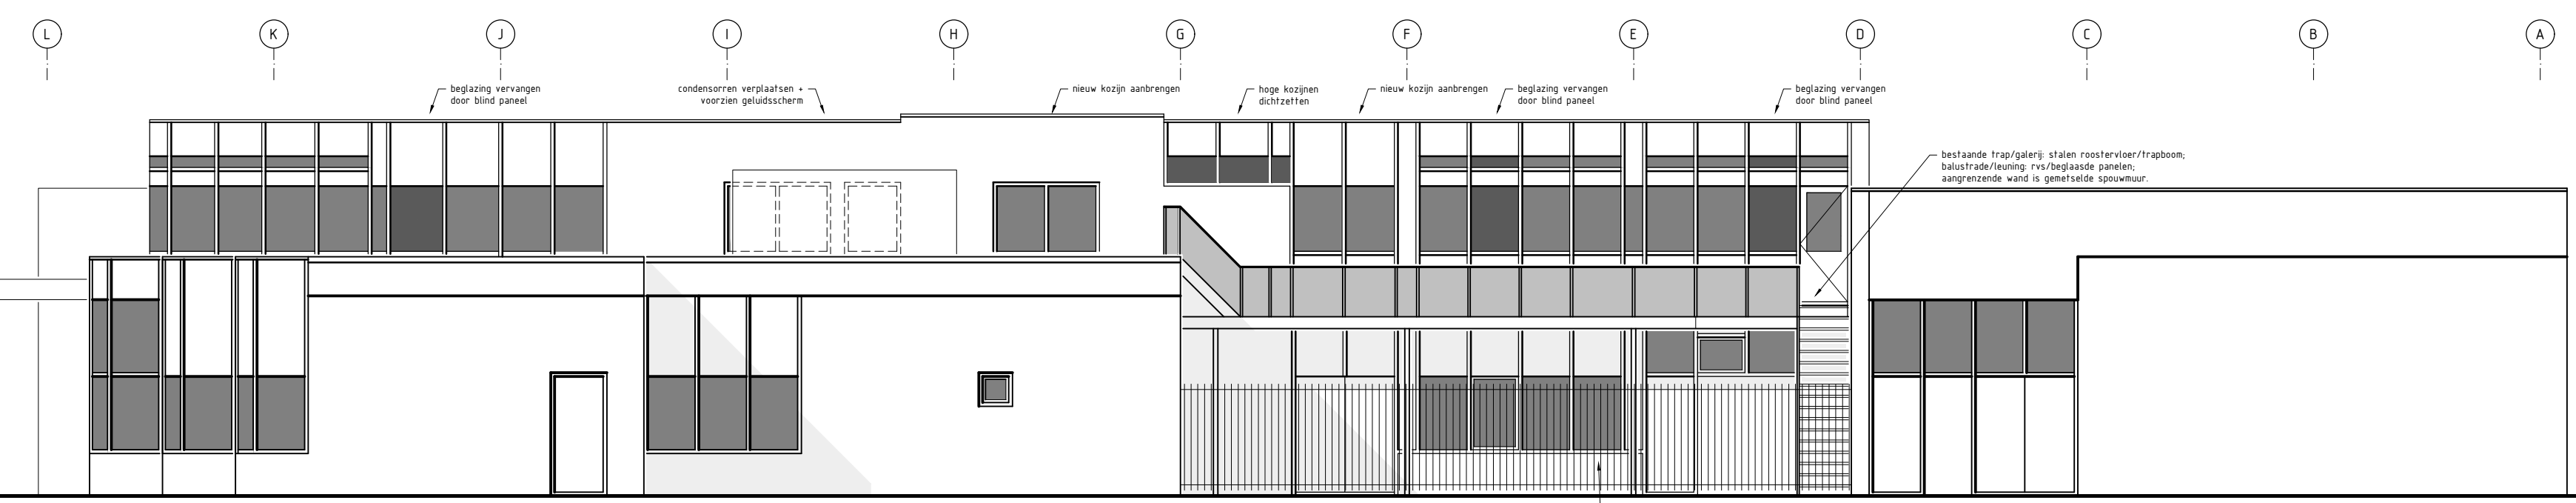 L K J I H G F E D C B A
beglazing vervangen
door blind paneel
condensorren verplaatsen +
voorzien geluidsscherm
nieuw kozijn aanbrengen
hoge kozijnen
dichtzetten
nieuw kozijn aanbrengen
beglazing vervangen
door blind paneel
beglazing vervangen
door blind paneel
bestaande trap/galerij: stalen roostervloer/trapboom;
balustrade/leuning: rvs/beglaasde panelen;
aangrenzende wand is gemetselde spouwmuur.